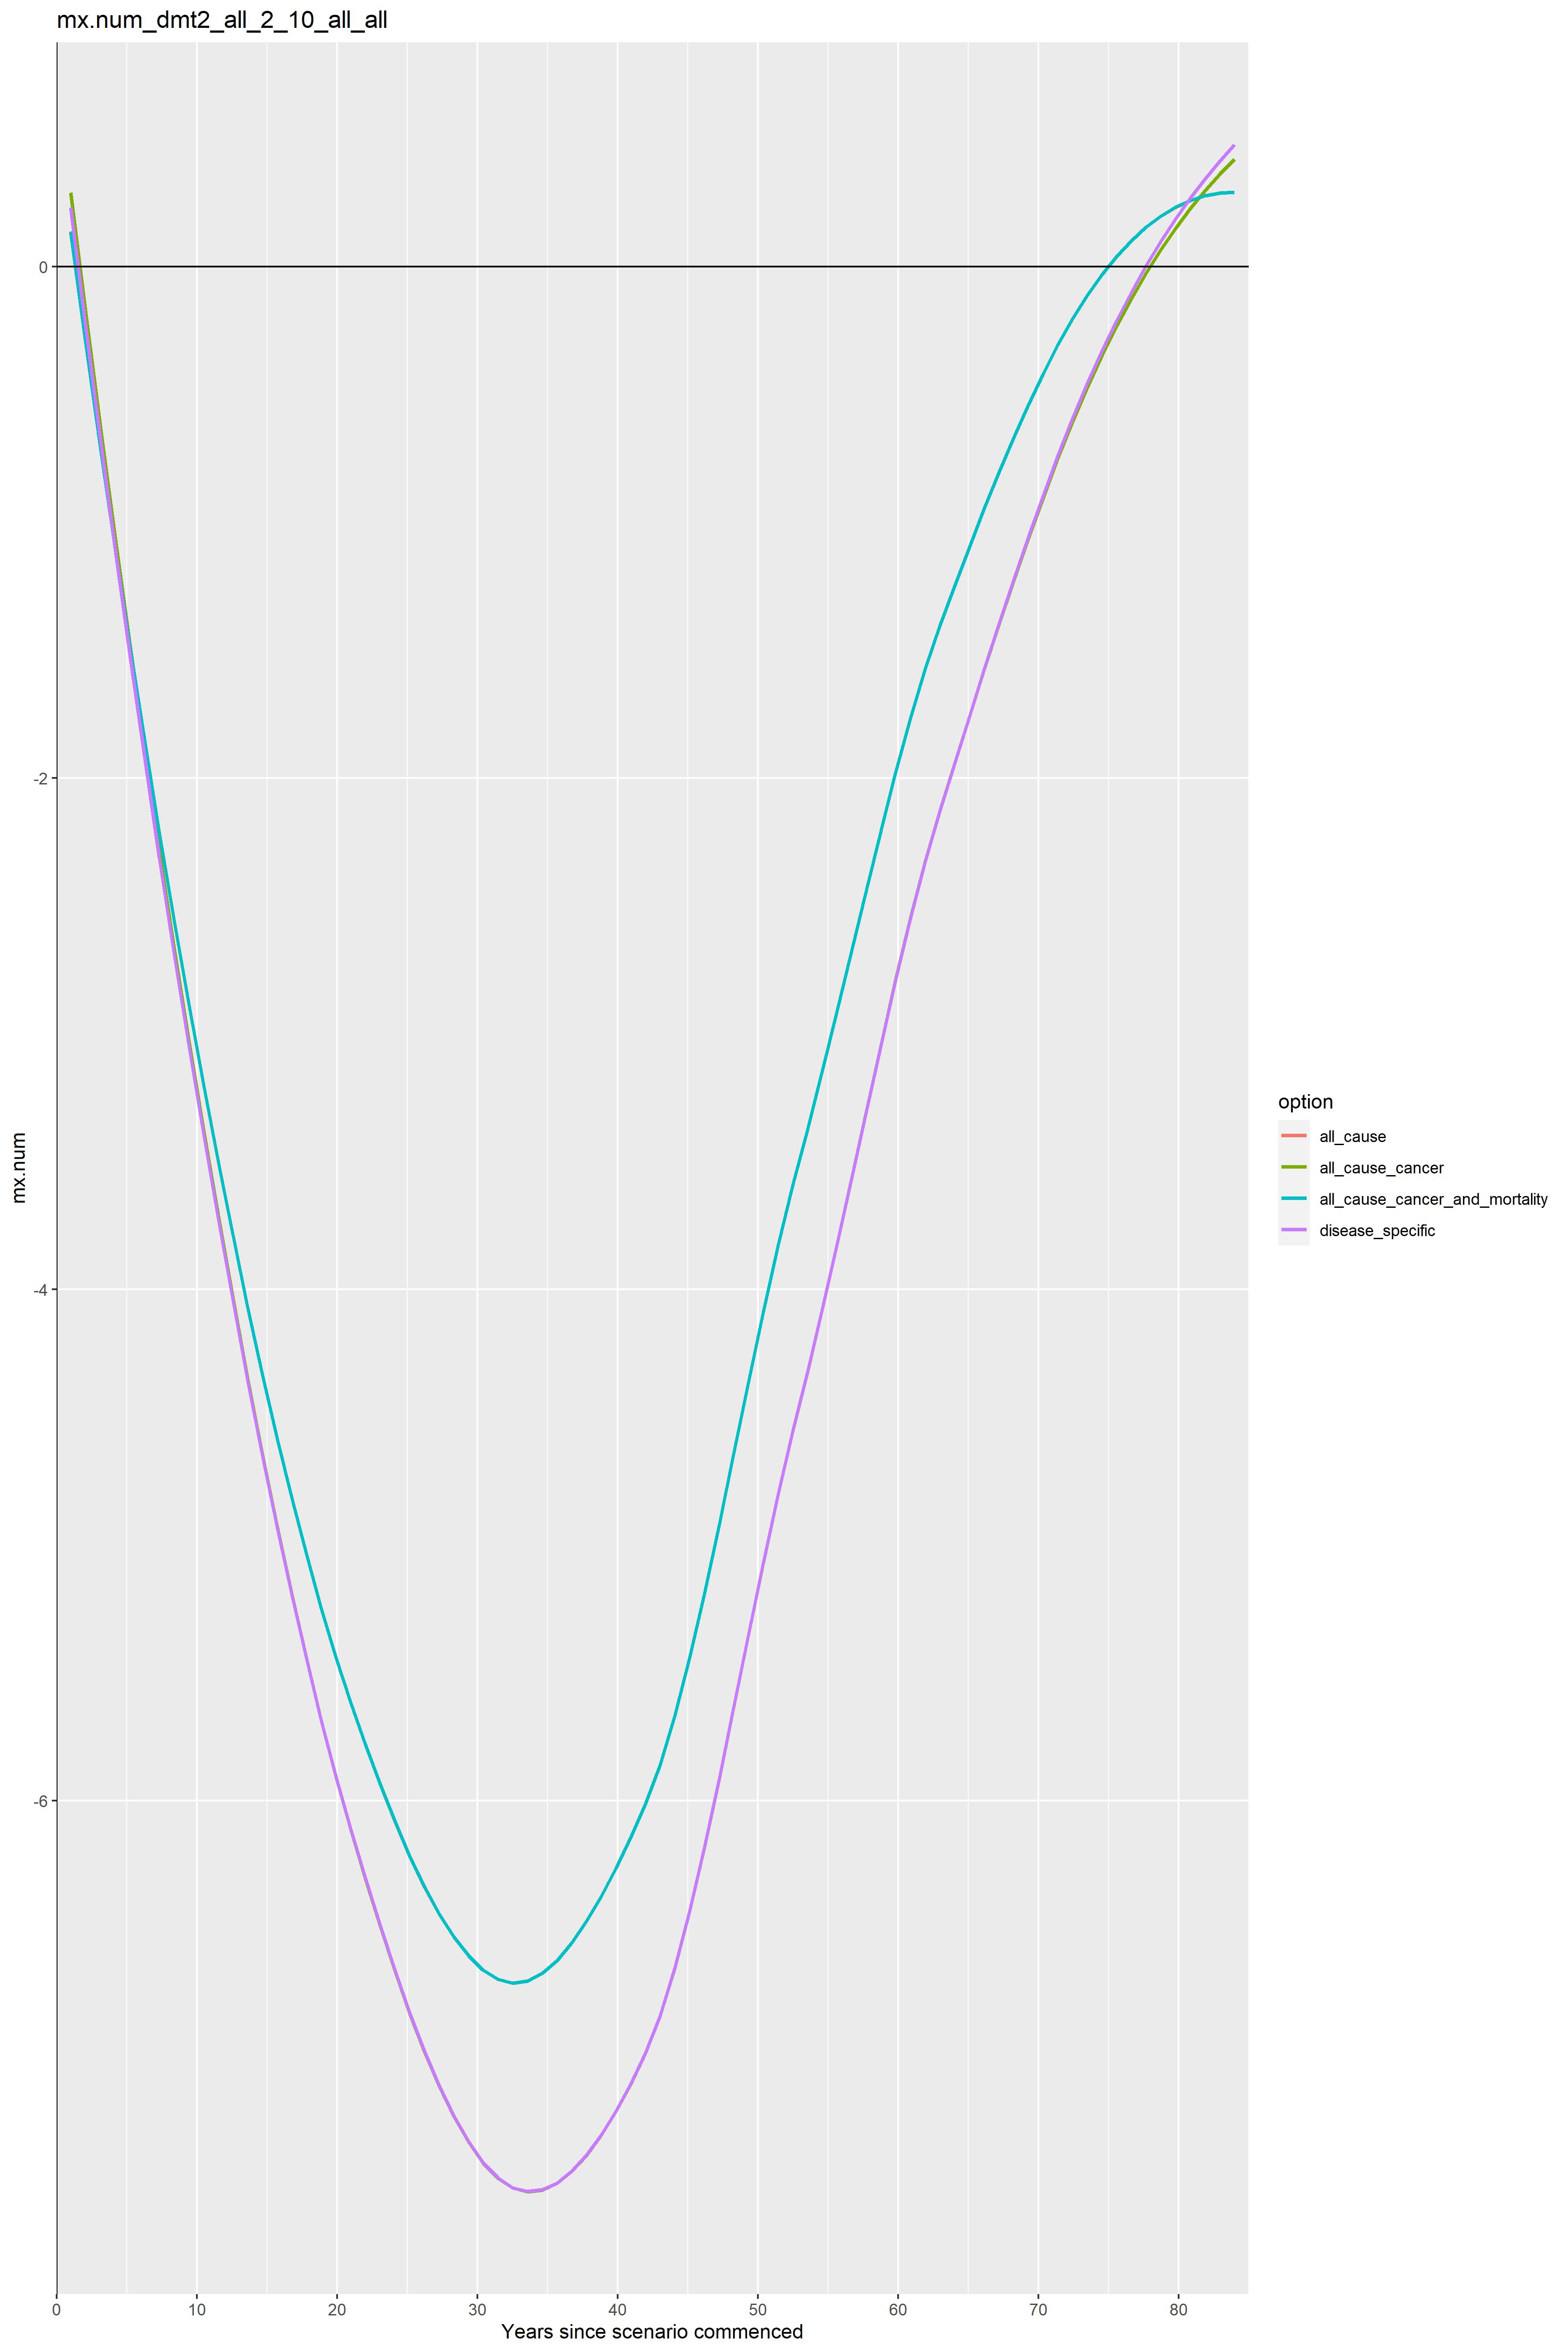 mx.num_dmt2_all_2_10_all_all
mx.num
0
-2
-4
-6
0 10 20 30 40 50 60 70 80
Years since scenario commenced
option
all_cause
all_cause_cancer
all_cause_cancer_and_mortality
disease_specific